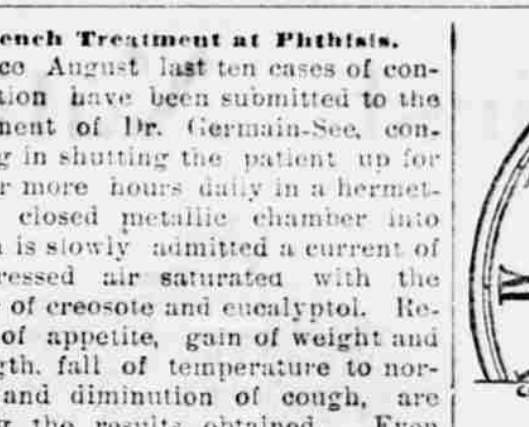 ench Treatment at Phthisis.
ce August last ten cases of con-
tion have been submitted to the
ment of Dr. Germain-See, con-
g in shutting the patient up for
r more hours daily in a hermet-
closed metallic chamber into
is slowly admitted a current of
ressed air saturated with the
of creosote and eucalyptol. Re-
of appetite, gain of weight and
gth. fall of temperature to nor-
and diminution of cough, are
g the results obtained. Even
IV